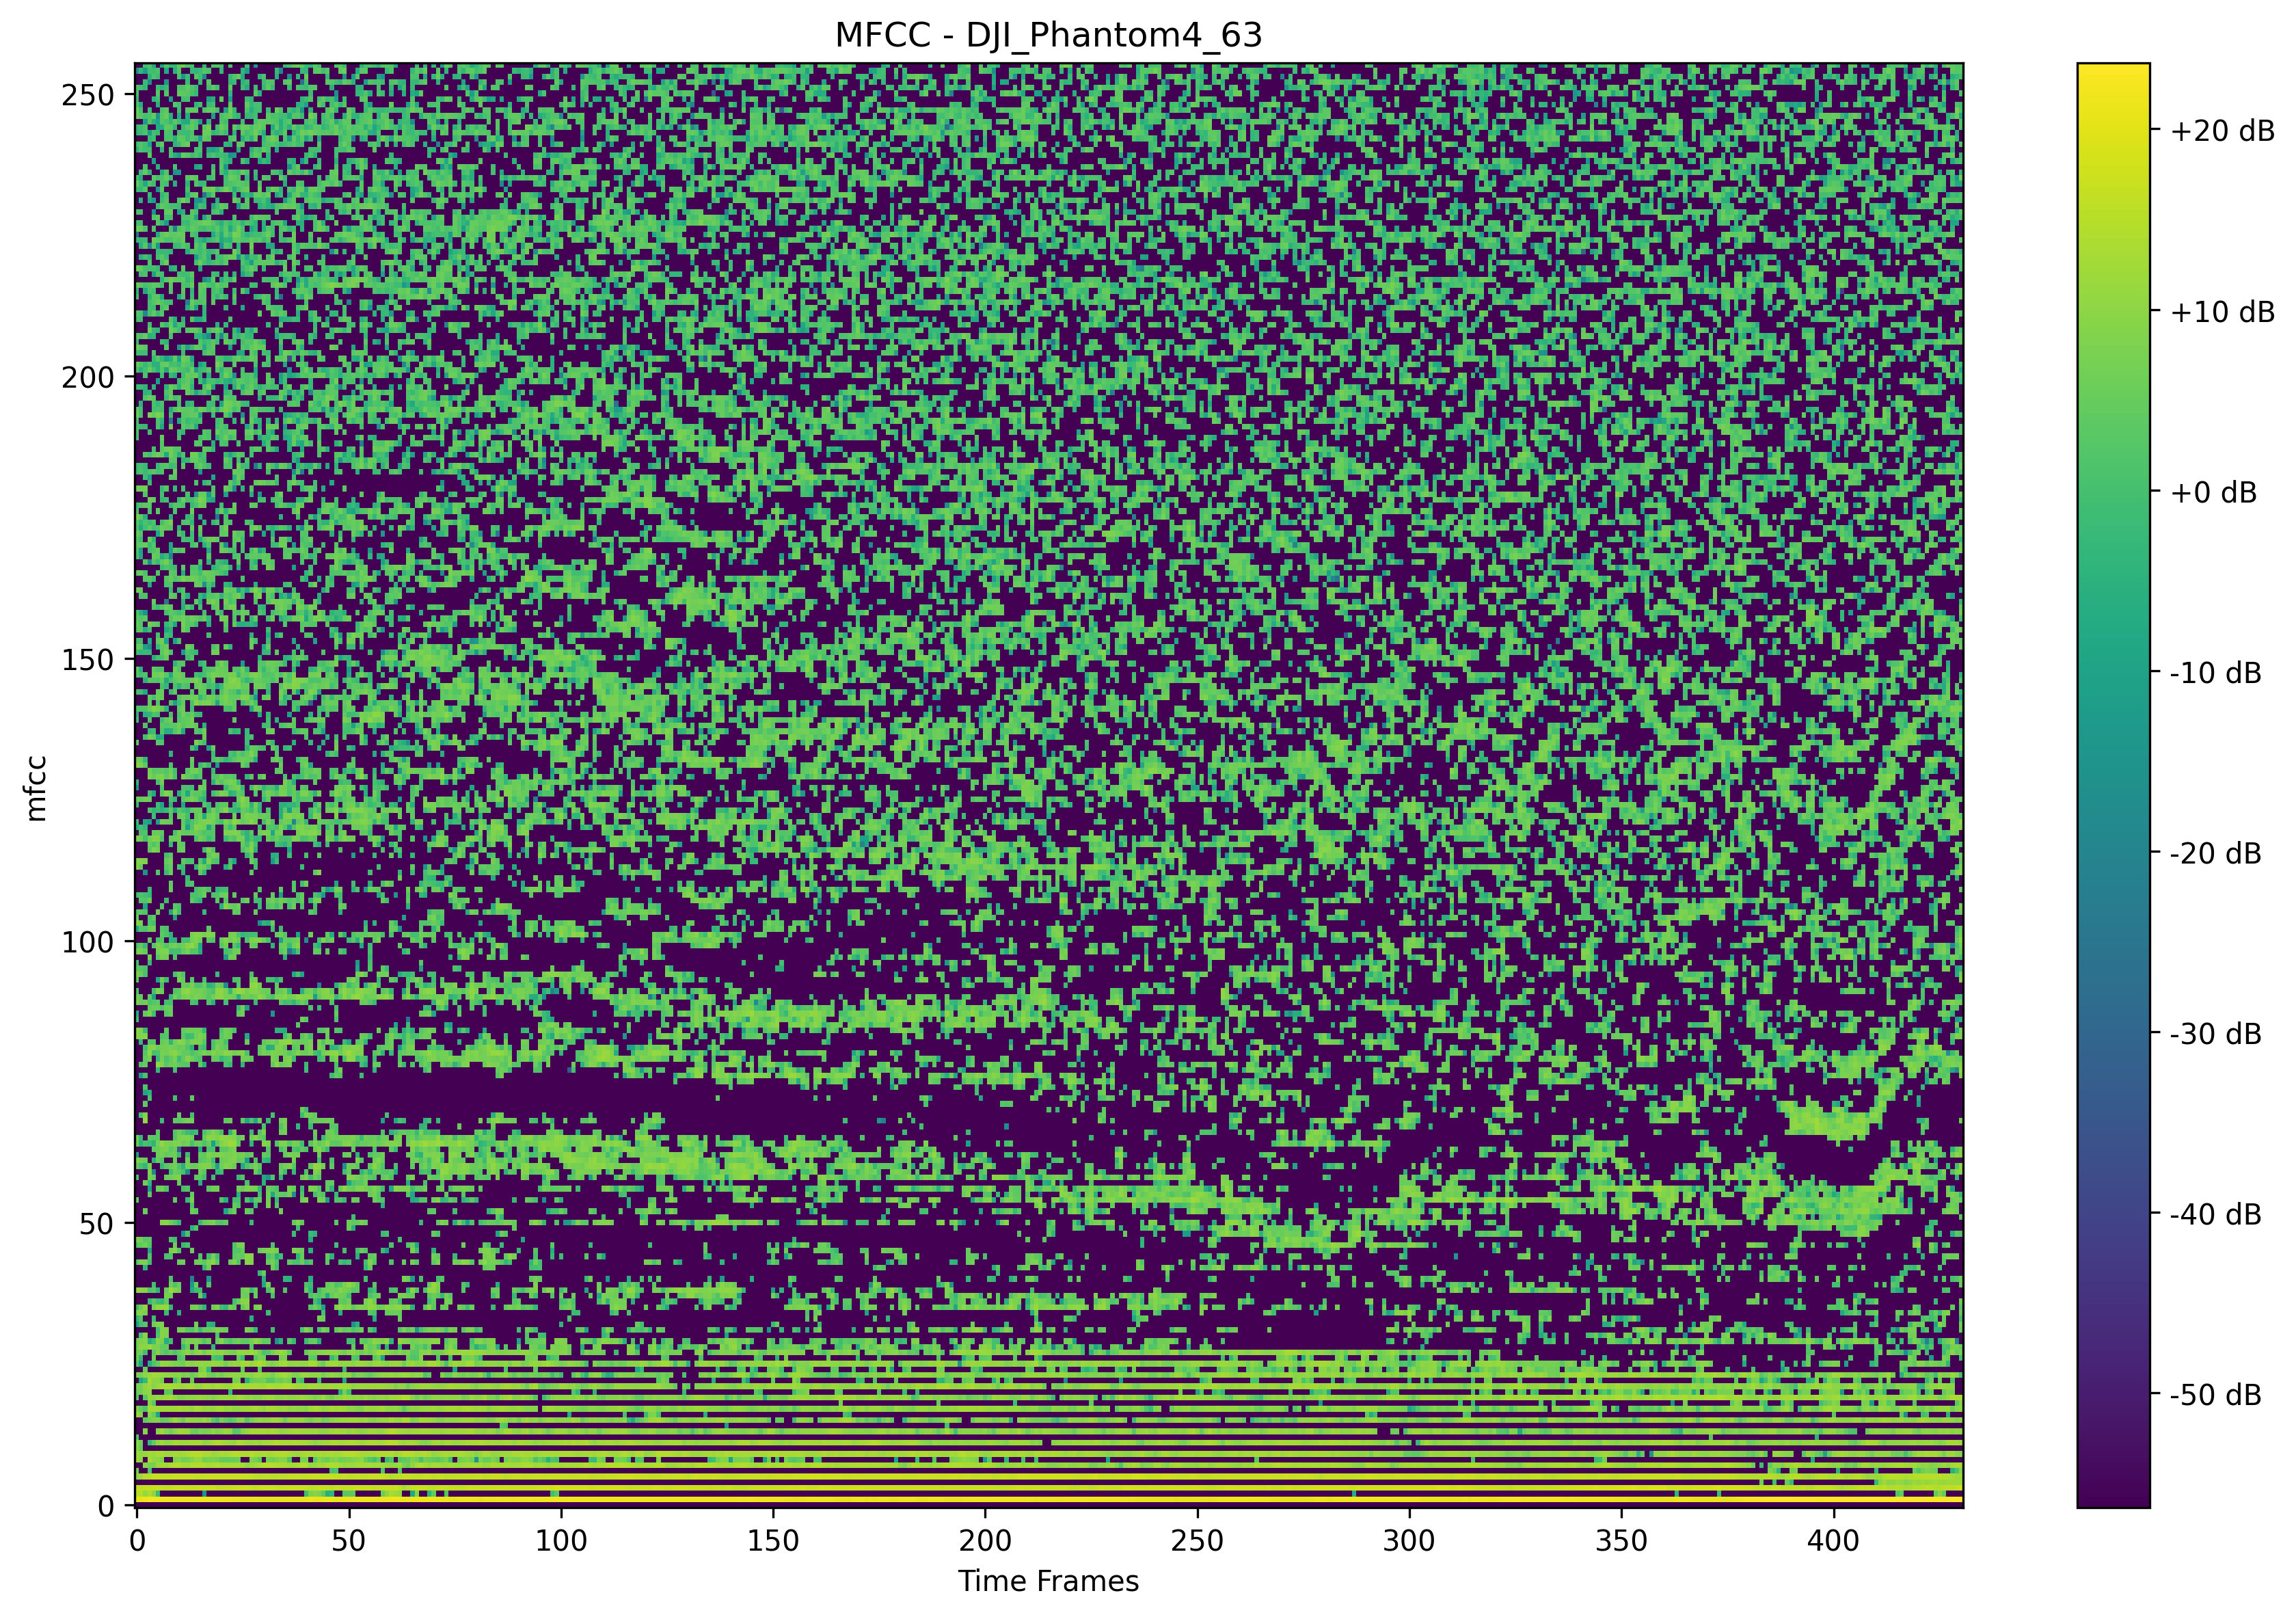 MFCC - DJI_Phantom4_63
250
200
150
100
50
0
mfcc
0 50 100 150 200 250 300 350 400
Time Frames
+20 dB
+10 dB
+0 dB
-10 dB
-20 dB
-30 dB
-40 dB
-50 dB